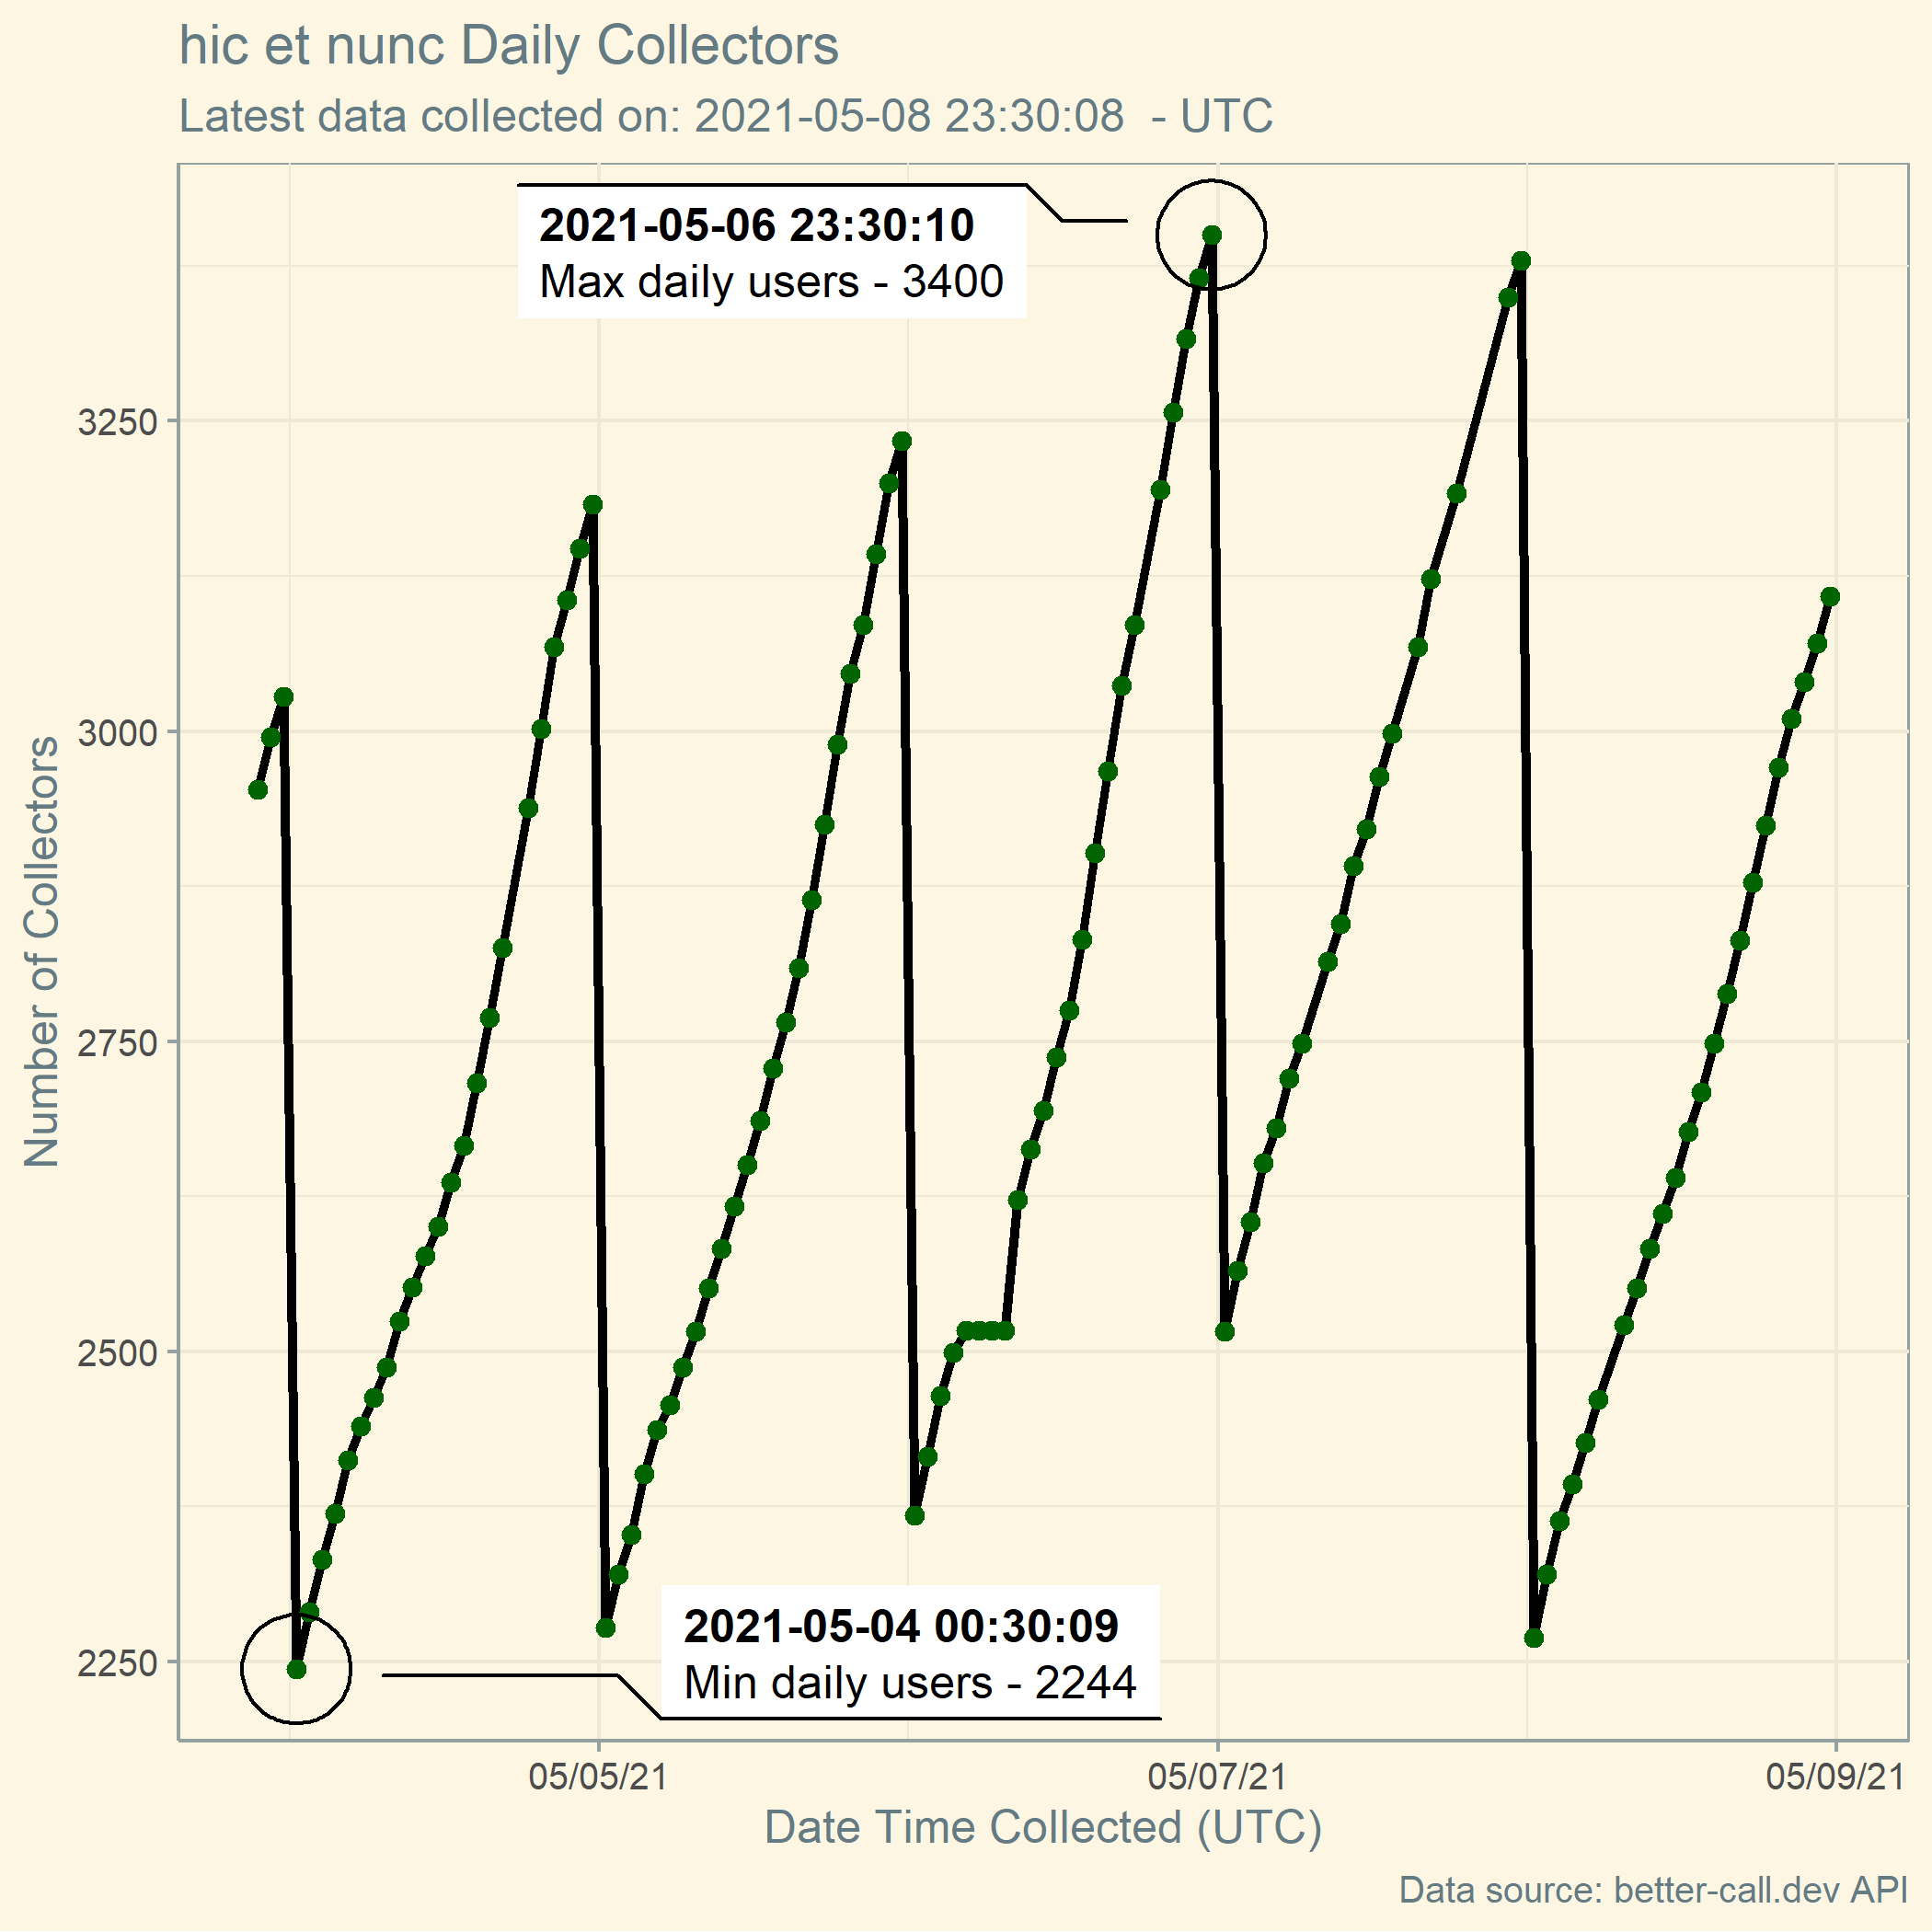 hic et nunc Daily Collectors
Latest data collected on: 2021-05-08 23:30:08  - UTC
2021-05-06 23:30:10
Max daily users - 3400
3250
3000
2750
2500
2250
Number of Collectors
2021-05-04 00:30:09
Min daily users - 2244
05/05/21
05/07/21
05/09/21
Date Time Collected (UTC)
Data source: better-call.dev API